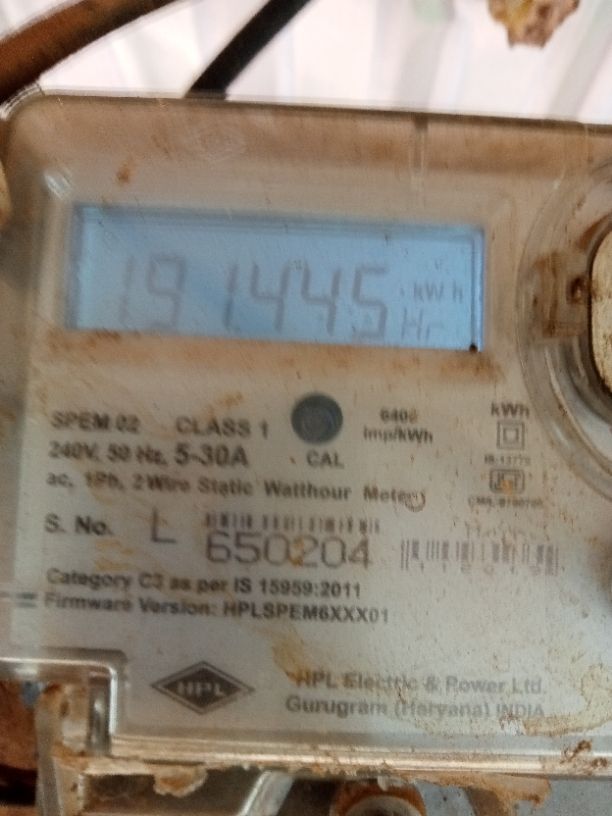 191445 kWh
Hr
SPEM 02 CLASS 1
240V, 50 Hz, 5-30A
CAL
6400
imp/kWh
kWh
ac, 1Ph, 2 Wire Static Watthour Meter
S. No. L 650204
Category C3 as per IS 15959:2011
Firmware Version: HPLSPEM6XXX01
HPL
HPL Electric & Power Ltd.
Gurugram (Haryana) INDIA